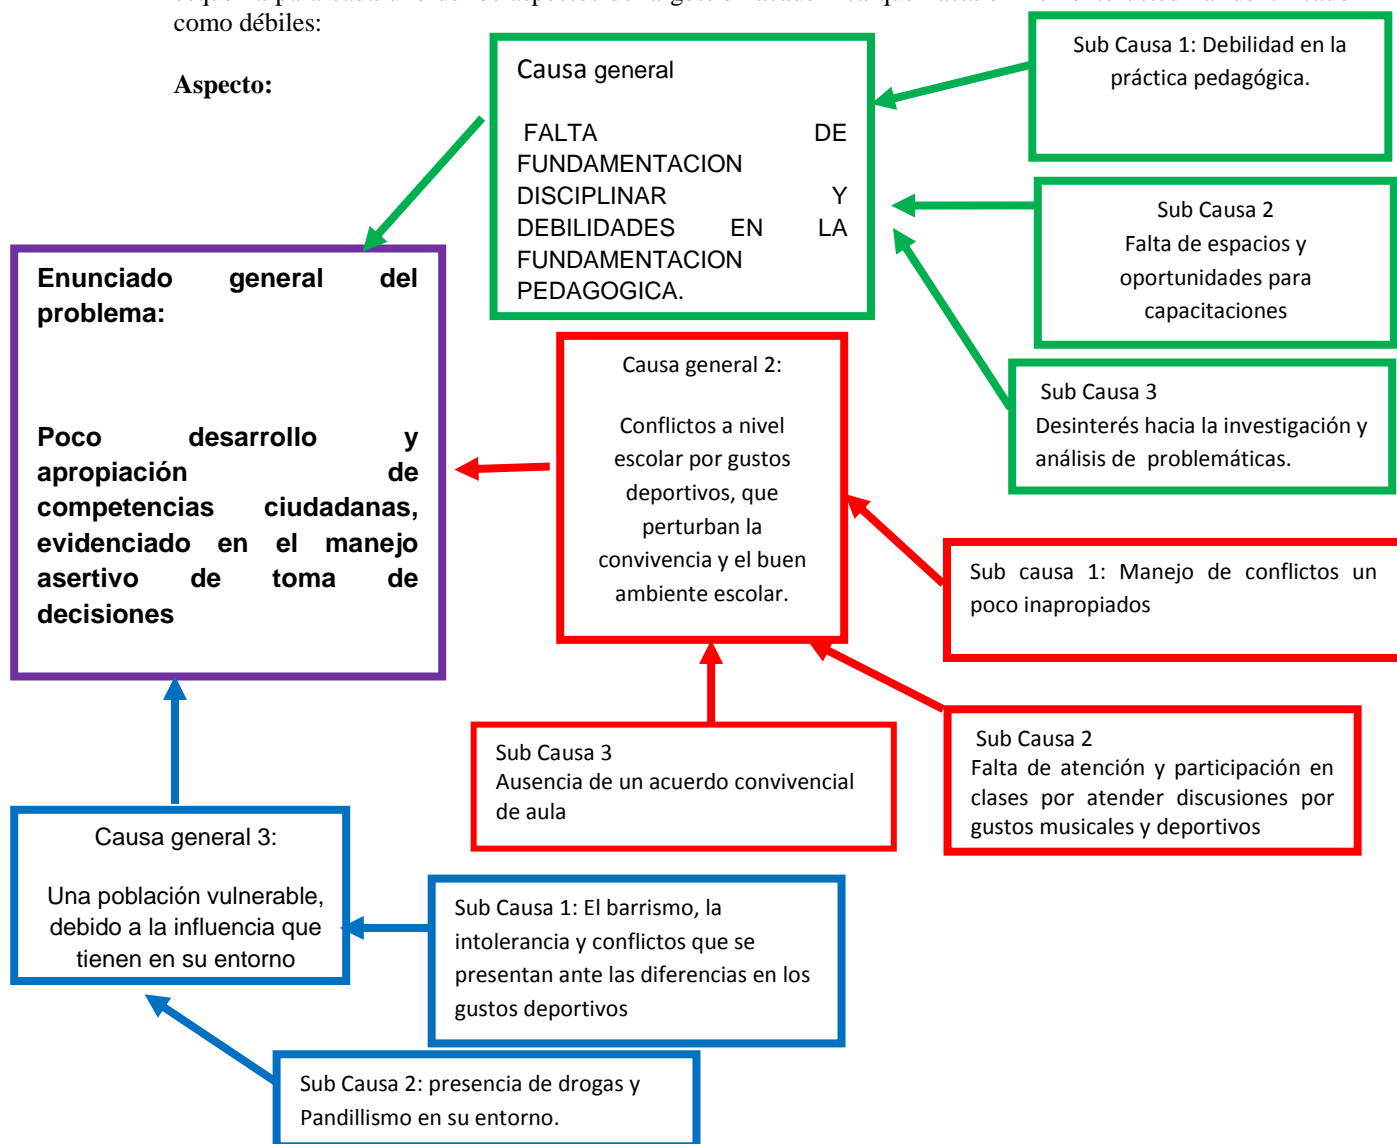 como débiles:
Aspecto:
Causa general
FALTA DE
FUNDAMENTACION
DISCIPLINAR Y
DEBILIDADES EN LA
FUNDAMENTACION
PEDAGOGICA.
Sub Causa 1: Debilidad en la
práctica pedagógica.
Sub Causa 2
Falta de espacios y
oportunidades para
capacitaciones
Sub Causa 3
Desinterés hacia la investigación y
análisis de problemáticas.
Enunciado general del
problema:
Poco desarrollo y
apropiación de
competencias ciudadanas,
evidenciado en el manejo
asertivo de toma de
decisiones
Causa general 2:
Conflictos a nivel
escolar por gustos
deportivos, que
perturban la
convivencia y el buen
ambiente escolar.
Sub causa 1: Manejo de conflictos un
poco inapropiados
Sub Causa 2
Falta de atención y participación en
clases por atender discusiones por
gustos musicales y deportivos
Sub Causa 3
Ausencia de un acuerdo convivencial
de aula
Causa general 3:
Una población vulnerable,
debido a la influencia que
tienen en su entorno
Sub Causa 1: El barrismo, la
intolerancia y conflictos que se
presentan ante las diferencias en los
gustos deportivos
Sub Causa 2: presencia de drogas y
Pandillismo en su entorno.